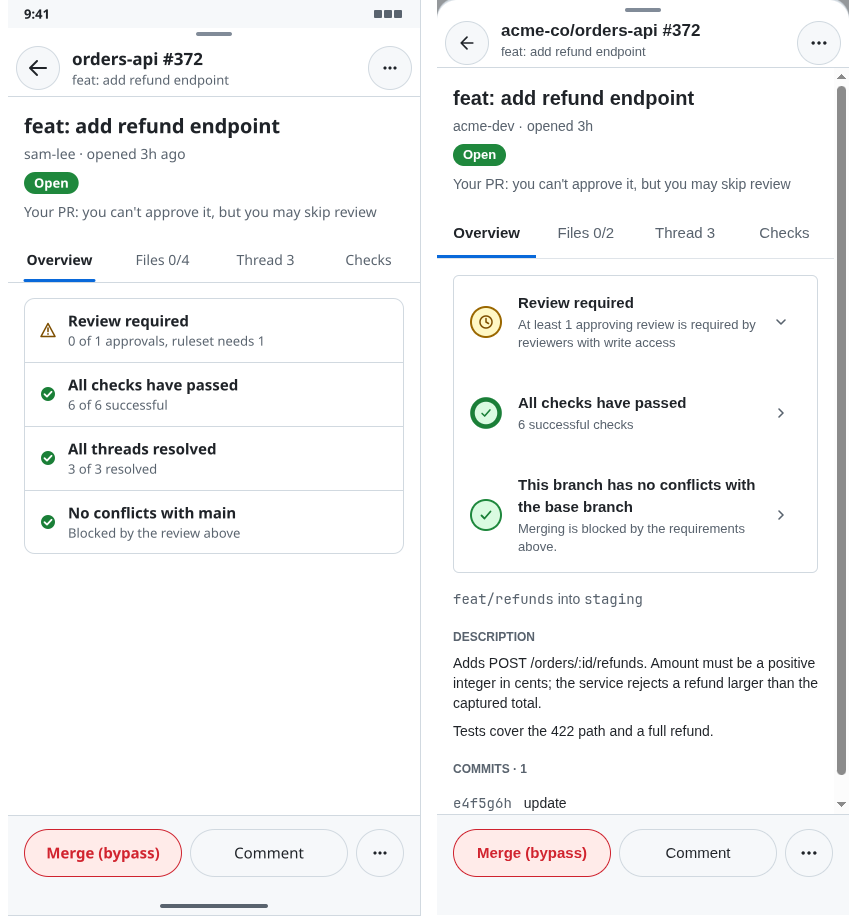 9:41
orders-api #372
feat: add refund endpoint
feat: add refund endpoint
sam-lee · opened 3h ago
Open
Your PR: you can't approve it, but you may skip review
Overview
Files 0/4
Thread 3
Checks
Review required
0 of 1 approvals, ruleset needs 1
All checks have passed
6 of 6 successful
All threads resolved
3 of 3 resolved
No conflicts with main
Blocked by the review above
Merge (bypass)
Comment
acme-co/orders-api #372
feat: add refund endpoint
feat: add refund endpoint
acme-dev · opened 3h
Open
Your PR: you can't approve it, but you may skip review
Overview
Files 0/2
Thread 3
Checks
Review required
At least 1 approving review is required by
reviewers with write access
All checks have passed
6 successful checks
This branch has no conflicts with
the base branch
Merging is blocked by the requirements
above.
feat/refunds into staging
DESCRIPTION
Adds POST /orders/:id/refunds. Amount must be a positive
integer in cents; the service rejects a refund larger than the
captured total.
Tests cover the 422 path and a full refund.
COMMITS · 1
e4f5g6h update
Merge (bypass)
Comment